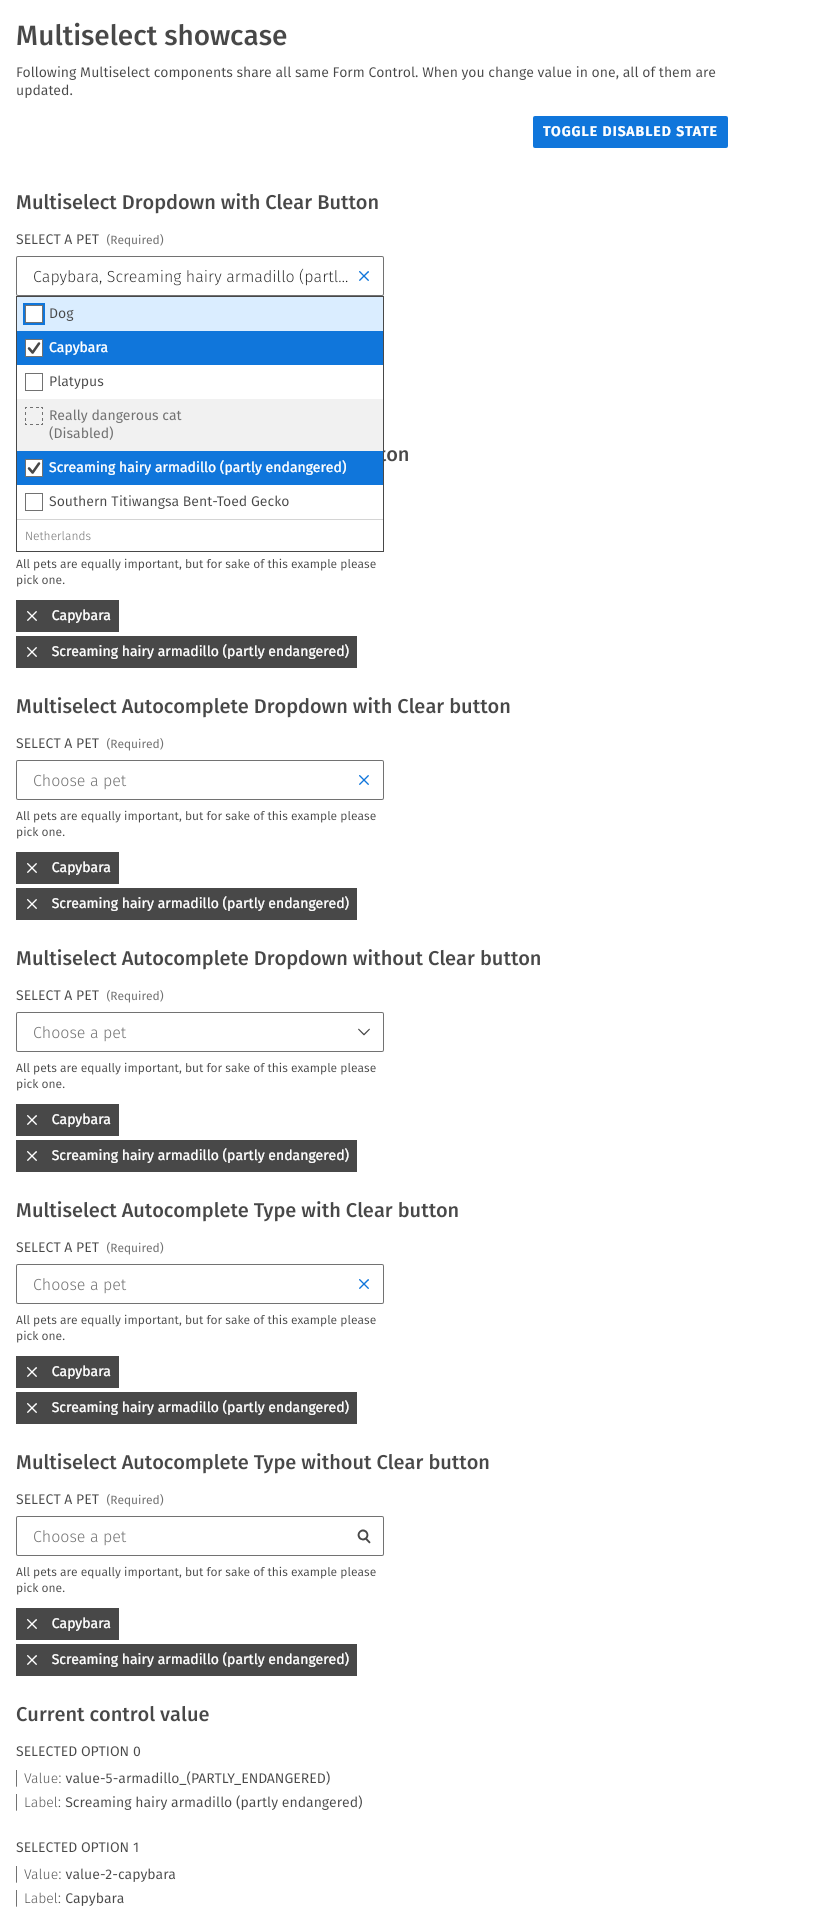 Multiselect showcase
Following Multiselect components share all same Form Control. When you change value in one, all of them are
updated.
TOGGLE DISABLED STATE
Multiselect Dropdown with Clear Button
SELECT A PET (Required)
Capybara, Screaming hairy armadillo (partl...
Dog
Capybara
Platypus
Really dangerous cat
(Disabled)
Screaming hairy armadillo (partly endangered)
Southern Titiwangsa Bent-Toed Gecko
Netherlands
All pets are equally important, but for sake of this example please
pick one.
Capybara
Screaming hairy armadillo (partly endangered)
Multiselect Autocomplete Dropdown with Clear button
SELECT A PET (Required)
Choose a pet
All pets are equally important, but for sake of this example please
pick one.
Capybara
Screaming hairy armadillo (partly endangered)
Multiselect Autocomplete Dropdown without Clear button
SELECT A PET (Required)
Choose a pet
All pets are equally important, but for sake of this example please
pick one.
Capybara
Screaming hairy armadillo (partly endangered)
Multiselect Autocomplete Type with Clear button
SELECT A PET (Required)
Choose a pet
All pets are equally important, but for sake of this example please
pick one.
Capybara
Screaming hairy armadillo (partly endangered)
Multiselect Autocomplete Type without Clear button
SELECT A PET (Required)
Choose a pet
All pets are equally important, but for sake of this example please
pick one.
Capybara
Screaming hairy armadillo (partly endangered)
Current control value
SELECTED OPTION 0
Value: value-5-armadillo_(PARTLY_ENDANGERED)
Label: Screaming hairy armadillo (partly endangered)
SELECTED OPTION 1
Value: value-2-capybara
Label: Capybara